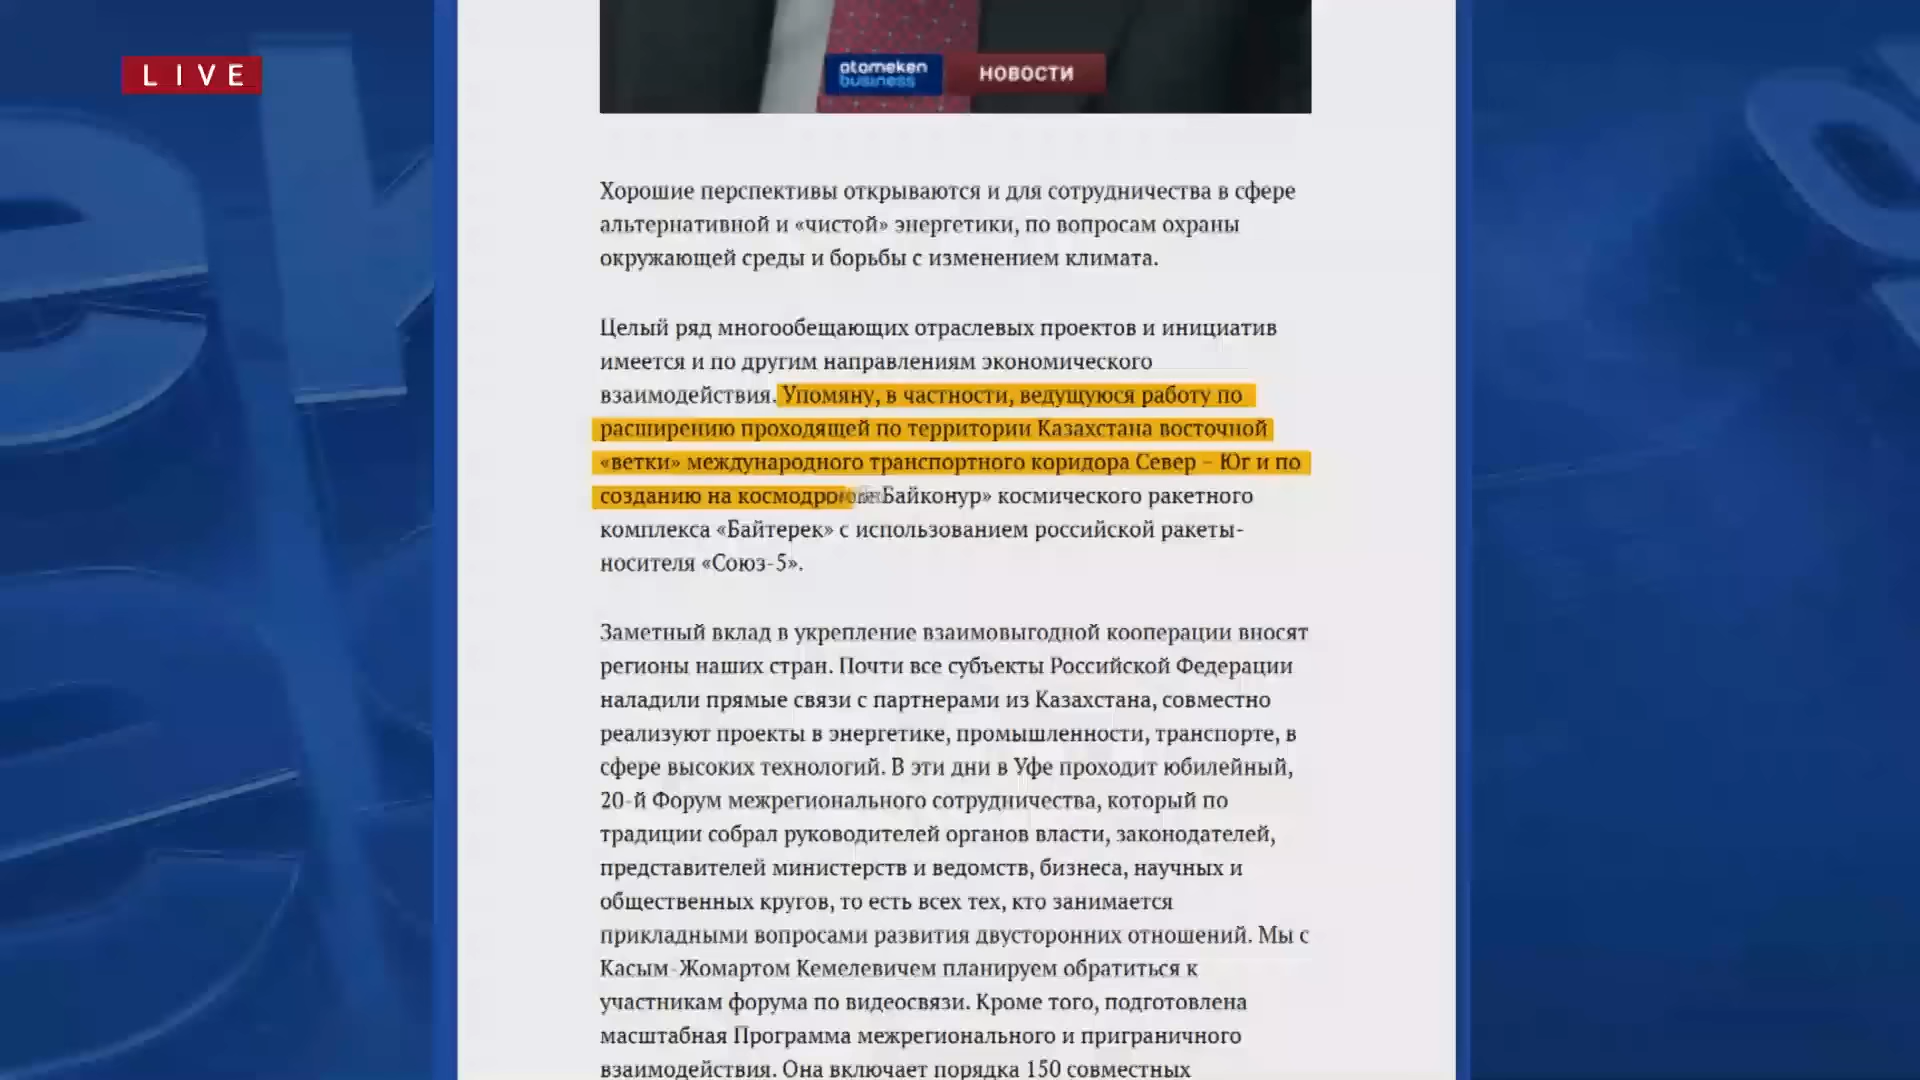 LIVE
atameken
business
НОВОСТИ
Хорошие перспективы открываются и для сотрудничества в сфере
альтернативной и «чистой» энергетики, по вопросам охраны
окружающей среды и борьбы с изменением климата.
Целый ряд многообещающих отраслевых проектов и инициатив
имеется и по другим направлениям экономического
взаимодействия. Упомяну, в частности, ведущуюся работу по
расширению проходящей по территории Казахстана восточной
«ветки» международного транспортного коридора Север – Юг и по
созданию на Байконур» космического ракетного
комплекса «Байтерек» с использованием российской ракеты-
носителя «Союз-5».
Заметный вклад в укрепление взаимовыгодной кооперации вносят
регионы наших стран. Почти все субъекты Российской Федерации
наладили прямые связи с партнерами из Казахстана, совместно
реализуют проекты в энергетике, промышленности, транспорте, в
сфере высоких технологий. В эти дни в Уфе проходит юбилейный,
20-й Форум межрегионального сотрудничества, который по
традиции собрал руководителей органов власти, законодателей,
представителей министерств и ведомств, бизнеса, научных и
общественных кругов, то есть всех тех, кто занимается
прикладными вопросами развития двусторонних отношений. Мы с
Касым-Жомартом Кемелевичем планируем обратиться к
участникам форума по видеосвязи. Кроме того, подготовлена
масштабная Программа межрегионального и приграничного
взаимодействия. Она включает порядка 150 совместных